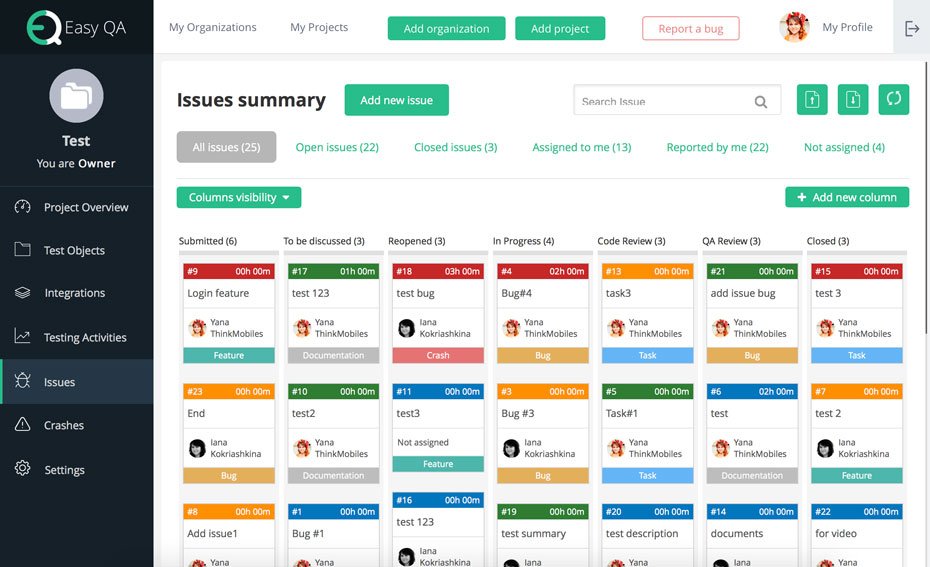 Easy QA
My Organizations
My Projects
Add organization
Add project
Report a bug
My Profile
Test
You are Owner
Project Overview
Test Objects
Integrations
Testing Activities
Issues
Crashes
Settings
Issues summary
Add new issue
Search Issue
All issues (25)
Open issues (22)
Closed issues (3)
Assigned to me (13)
Reported by me (22)
Not assigned (4)
Columns visibility
+ Add new column
Submitted (6)
#9 00h 00m
Login feature
Yana
ThinkMobiles
Feature
#23 00h 00m
End
Iana
Kokriashkina
Bug
#8 00h 00m
Add issue1
Yana
To be discussed (3)
#17 01h 00m
test 123
Yana
ThinkMobiles
Documentation
#10 00h 00m
test2
Yana
ThinkMobiles
Documentation
#1 00h 00m
Bug #1
Yana
Reopened (3)
#18 03h 00m
test bug
Iana
Kokriashkina
Crash
#11 00h 00m
test3
Not assigned
Feature
#16 00h 00m
test 123
Iana
Kokriashkina
In Progress (4)
#4 02h 00m
Bug#4
Yana
ThinkMobiles
Bug
#3 00h 00m
Bug #3
Iana
Kokriashkina
Bug
#19 00h 00m
test summary
Yana
Code Review (3)
#13 00h 00m
task3
Yana
ThinkMobiles
Task
#5 00h 00m
Task#1
Yana
ThinkMobiles
Task
#20 00h 00m
test description
Yana
QA Review (3)
#21 00h 00m
add issue bug
Yana
ThinkMobiles
Bug
#6 02h 00m
test
Yana
ThinkMobiles
Documentation
#14 00h 00m
documents
Iana
Closed (3)
#15 00h 00m
test 3
Yana
ThinkMobiles
Task
#7 00h 00m
test 2
Iana
Kokriashkina
Feature
#22 00h 00m
for video
Yana